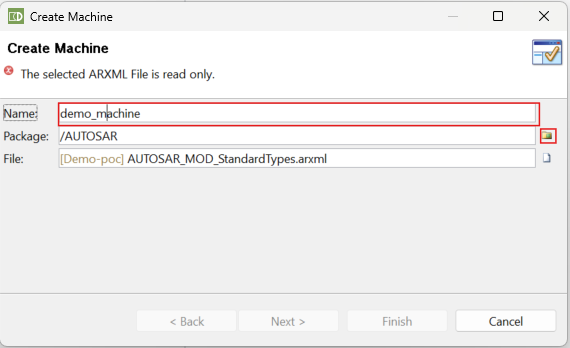 Create Machine
Create Machine
The selected ARXML File is read only.
Name: demo_machine
Package: /AUTOSAR
File: [Demo-poc] AUTOSAR_MOD_StandardTypes.arxml
< Back Next > Finish Cancel